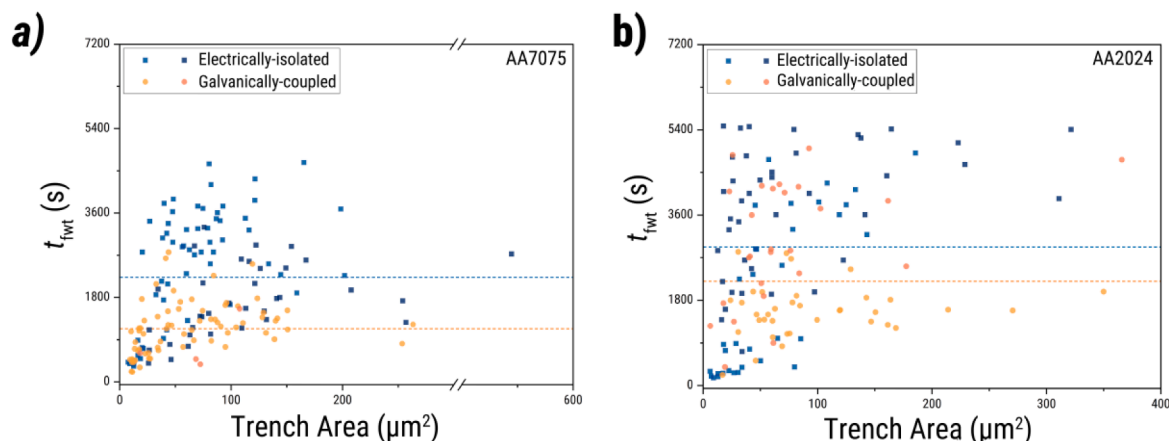 a)
7200
5400
3600
1800
0
t_fwt (s)
Electrically-isolated
Galvanically-coupled
AA7075
0
100
200
600
Trench Area (µm²)
b)
7200
5400
3600
1800
0
t_fwt (s)
Electrically-isolated
Galvanically-coupled
AA2024
0
100
200
300
400
Trench Area (µm²)